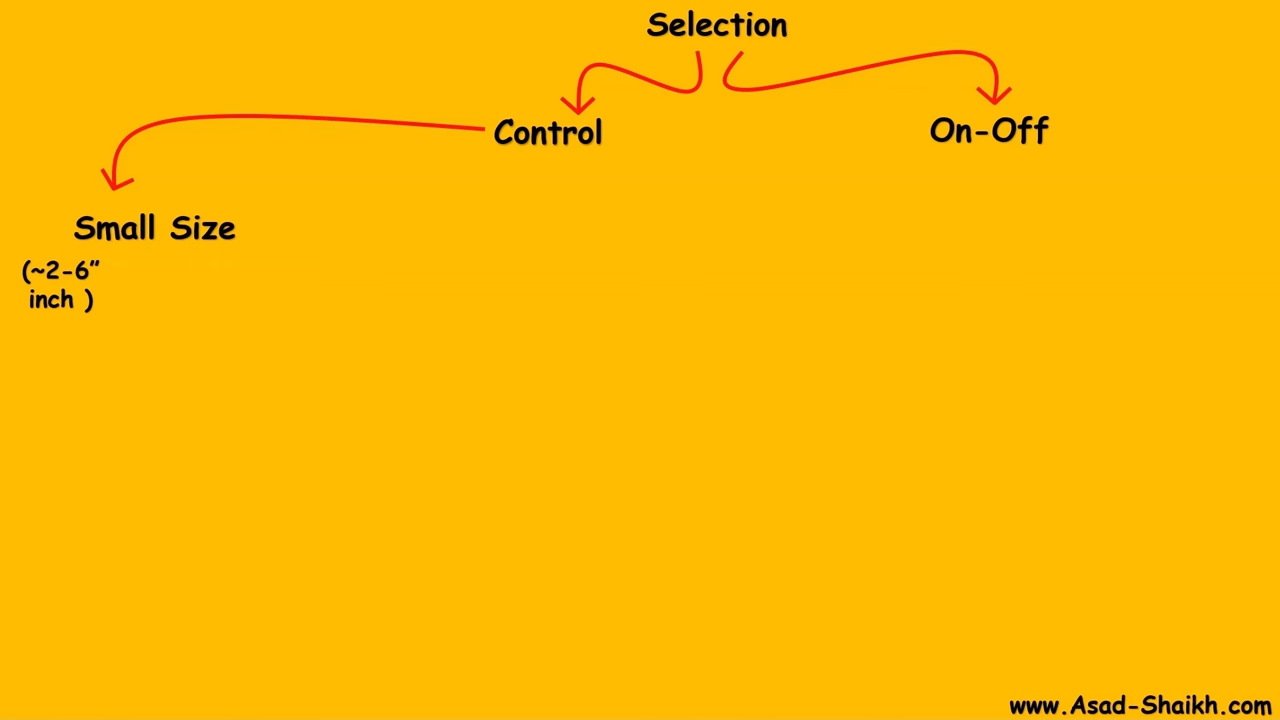 Selection
Control
On-Off
Small Size
(~2-6”
inch )
www.Asad-Shaikh.com